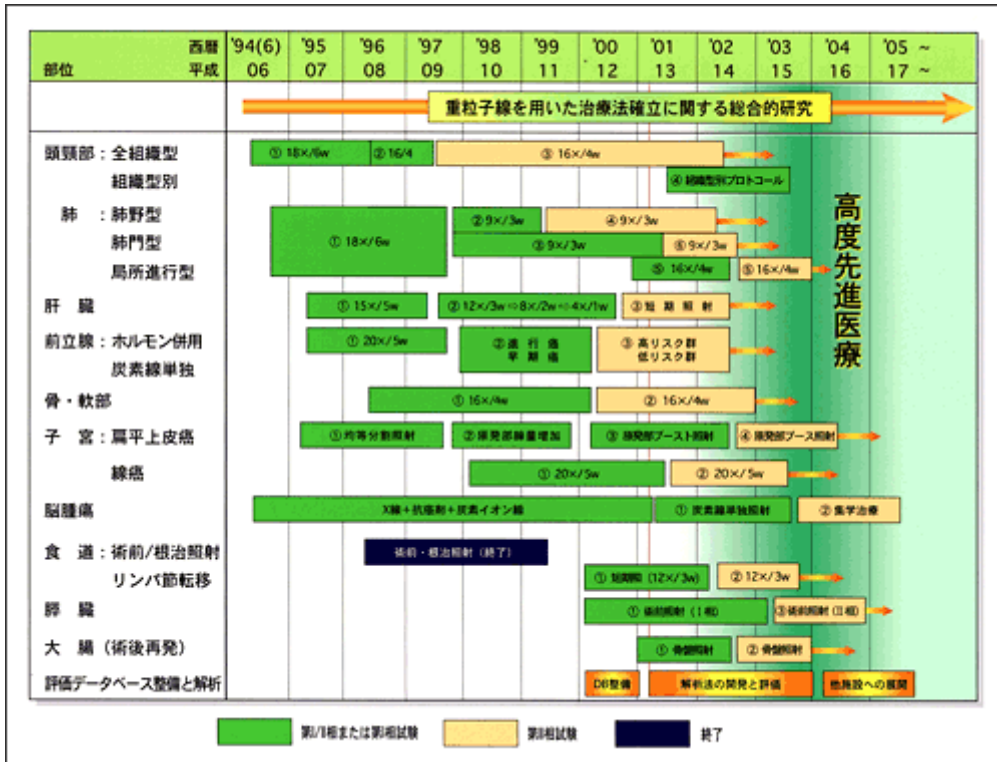 西暦 '94(6) '95 '96 '97 '98 '99 '00 '01 '02 '03 '04 '05 ~
部位 平成 06 07 08 09 10 11 12 13 14 15 16 17 ~
重粒子線を用いた治療法確立に関する総合的研究
頭頸部：全組織型 ① 18×/6w ② 16/4 ③ 16×/4w
組織型別 ④ 組織型別プロトコール
肺 ：肺野型 ② 9×/3w ④ 9×/3w
肺門型 ① 18×/6w ③ 9×/3w ⑥ 9×/3w
局所進行型 ⑤ 16×/4w ⑤ 16×/4w
肝 臓 ① 15×/5w ② 12×/3w⇨8×/2w⇨4×/1w ③ 短 期 照 射
前立腺：ホルモン併用 ① 20×/5w ② 進 行 癌 ③ 高リスク群
炭素線単独 早 期 癌 低リスク群
骨・軟部 ① 16×/4w ② 16×/4w
子 宮：扁平上皮癌 ① 均等分割照射 ② 原発部線量増加 ③ 原発部ブースト照射 ④ 原発部ブース照射
線癌 ① 20×/5w ② 20×/5w
脳腫瘍 X線＋抗癌剤＋炭素イオン線 ① 炭素線単独照射 ② 集学治療
食 道：術前/根治照射 術前・根治照射（終了）
リンパ節転移 ① 短期照（12×/3w） ② 12×/3w
膵 臓 ① 術前照射（Ⅰ相） ③ 術前照射（Ⅱ相）
大 腸（術後再発） ① 骨盤照射 ② 骨盤照射
評価データベース整備と解析 DB整備 解析法の開発と評価 他施設への展開
高度先進医療
第Ⅰ/Ⅱ相または第Ⅰ相試験 第Ⅱ相試験 終了